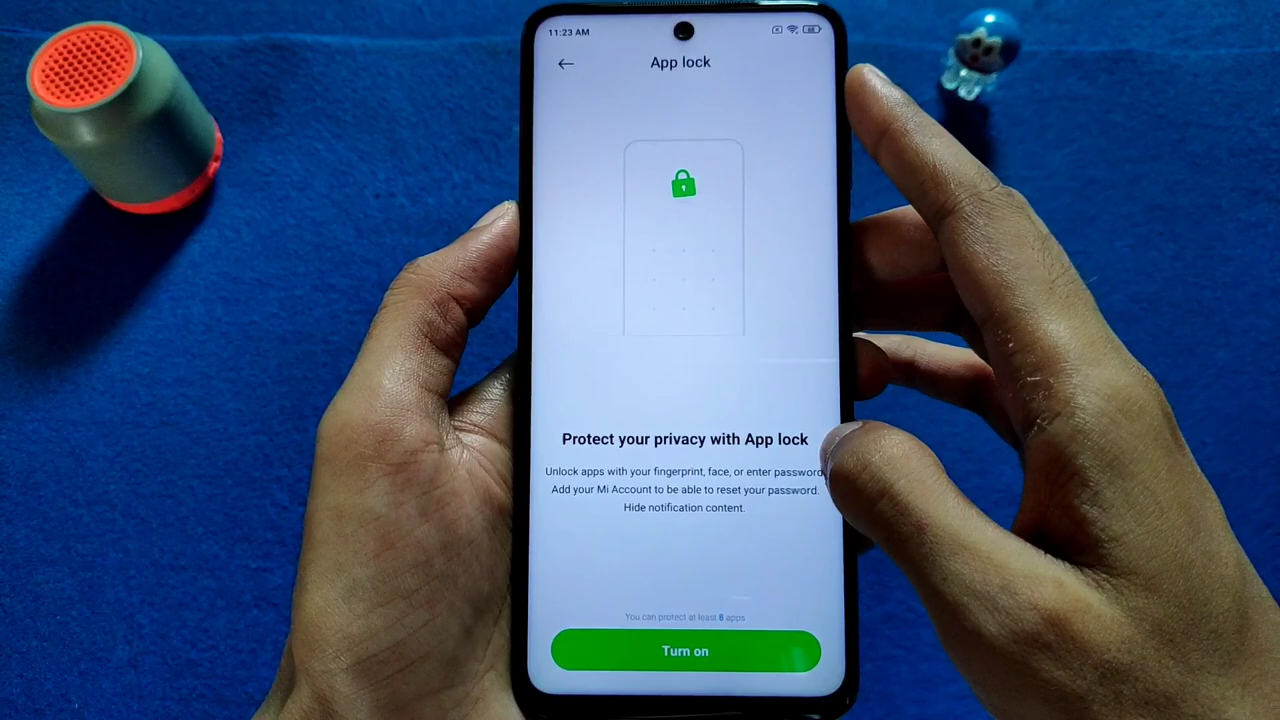 11:23 AM
App lock
Protect your privacy with App lock
Unlock apps with your fingerprint, face, or enter password
Add your Mi Account to be able to reset your password.
Hide notification content.
You can protect at least 8 apps
Turn on